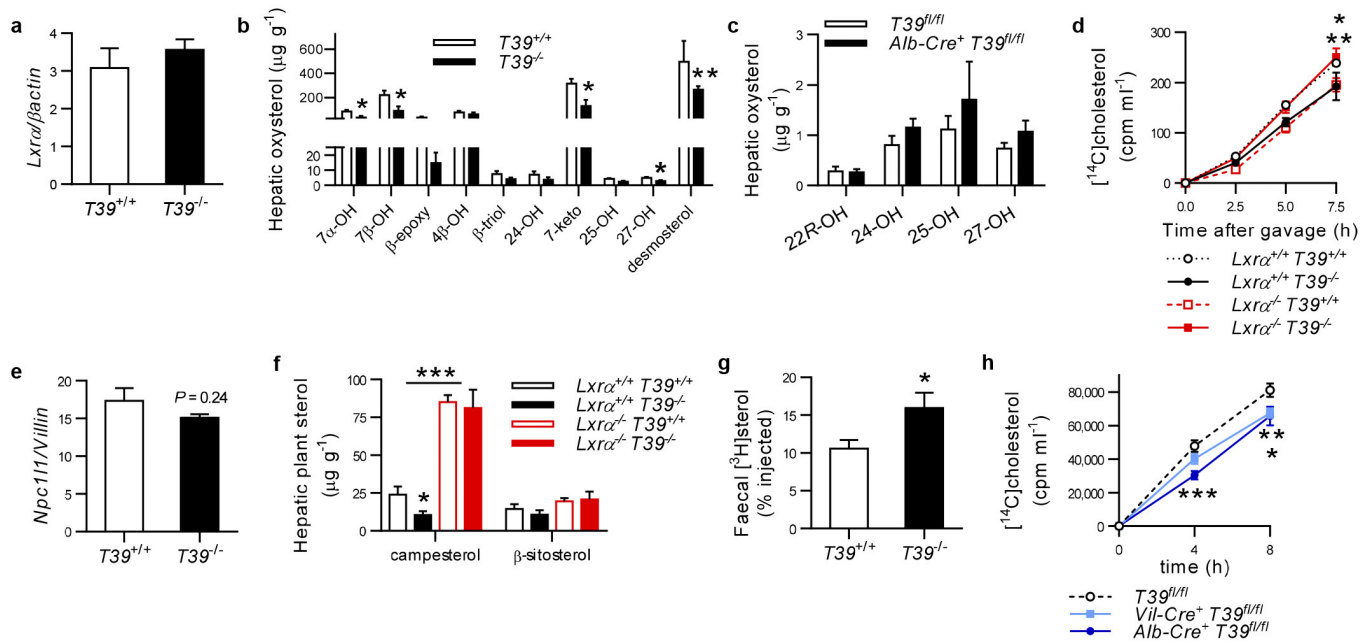 a
Lxrα/βactin
4
3
2
1
0
T39+/+
T39-/-
b
Hepatic oxysterol (μg g-1)
600
400
200
20
10
0
T39+/+
T39-/-
*
*
*
*
**
7α-OH
7β-OH
β-epoxy
4β-OH
β-triol
24-OH
7-keto
25-OH
27-OH
desmosterol
c
Hepatic oxysterol
(μg g-1)
3
2
1
0
T39fl/fl
Alb-Cre+ T39fl/fl
22R-OH
24-OH
25-OH
27-OH
d
[14C]cholesterol
(cpm ml-1)
300
200
100
0
*
**
0.0
2.5
5.0
7.5
Time after gavage (h)
Lxrα+/+ T39+/+
Lxrα+/+ T39-/-
Lxrα-/- T39+/+
Lxrα-/- T39-/-
e
Npc1l1/Villin
20
15
10
5
0
P = 0.24
T39+/+
T39-/-
f
Hepatic plant sterol
(μg g-1)
100
75
50
25
0
***
*
Lxrα+/+ T39+/+
Lxrα+/+ T39-/-
Lxrα-/- T39+/+
Lxrα-/- T39-/-
campesterol
β-sitosterol
g
Faecal [3H]sterol
(% injected)
20
15
10
5
0
*
T39+/+
T39-/-
h
[14C]cholesterol
(cpm ml-1)
80,000
60,000
40,000
20,000
0
***
**
*
0
4
8
time (h)
T39fl/fl
Vil-Cre+ T39fl/fl
Alb-Cre+ T39fl/fl